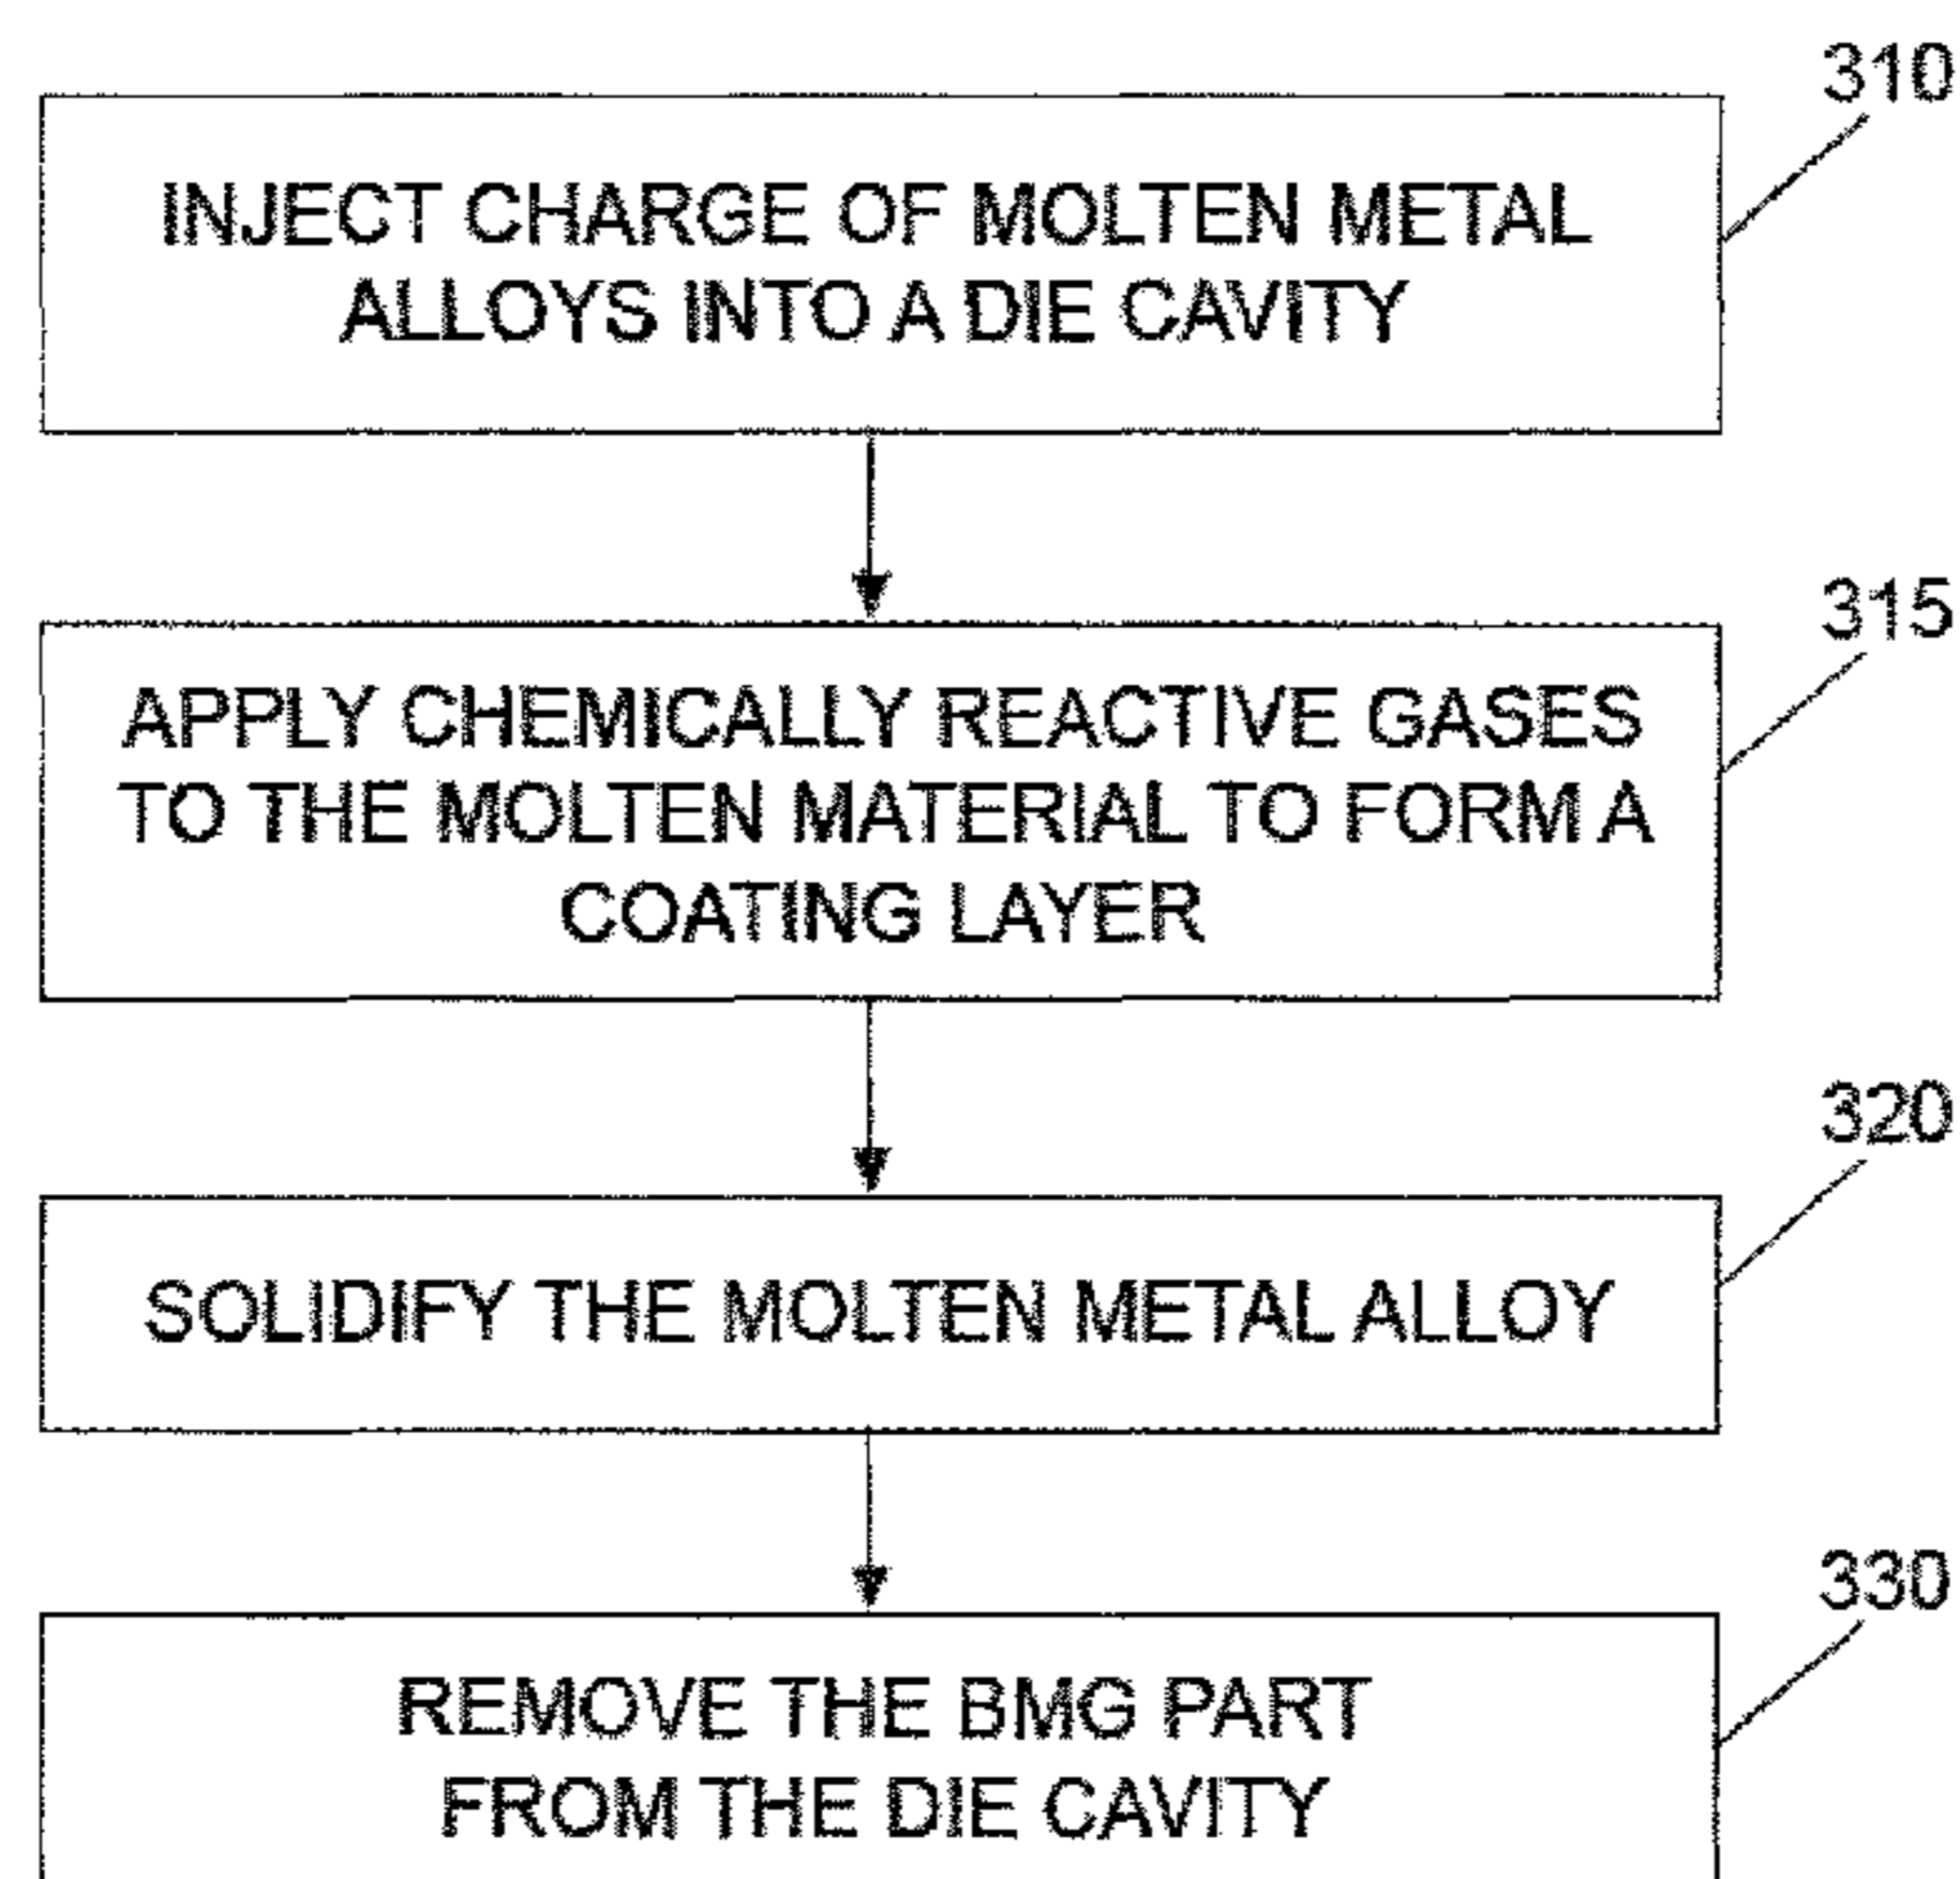 310
INJECT CHARGE OF MOLTEN METAL
ALLOYS INTO A DIE CAVITY
315
APPLY CHEMICALLY REACTIVE GASES
TO THE MOLTEN MATERIAL TO FORM A
COATING LAYER
320
SOLIDIFY THE MOLTEN METAL ALLOY
330
REMOVE THE BMG PART
FROM THE DIE CAVITY